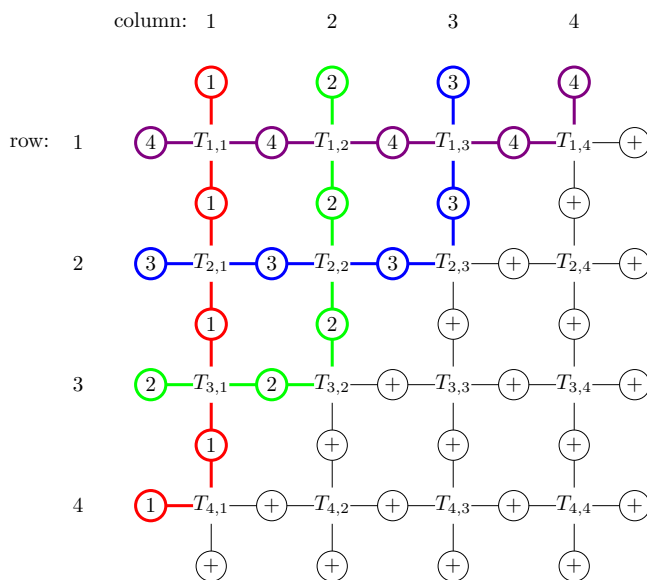 column: 1 2 3 4
1 2 3 4
row: 1 4 T1,1 4 T1,2 4 T1,3 4 T1,4 +
1 2 3 +
2 3 T2,1 3 T2,2 3 T2,3 + T2,4 +
1 2 + +
3 2 T3,1 2 T3,2 + T3,3 + T3,4 +
1 + + +
4 1 T4,1 + T4,2 + T4,3 + T4,4 +
+ + + +